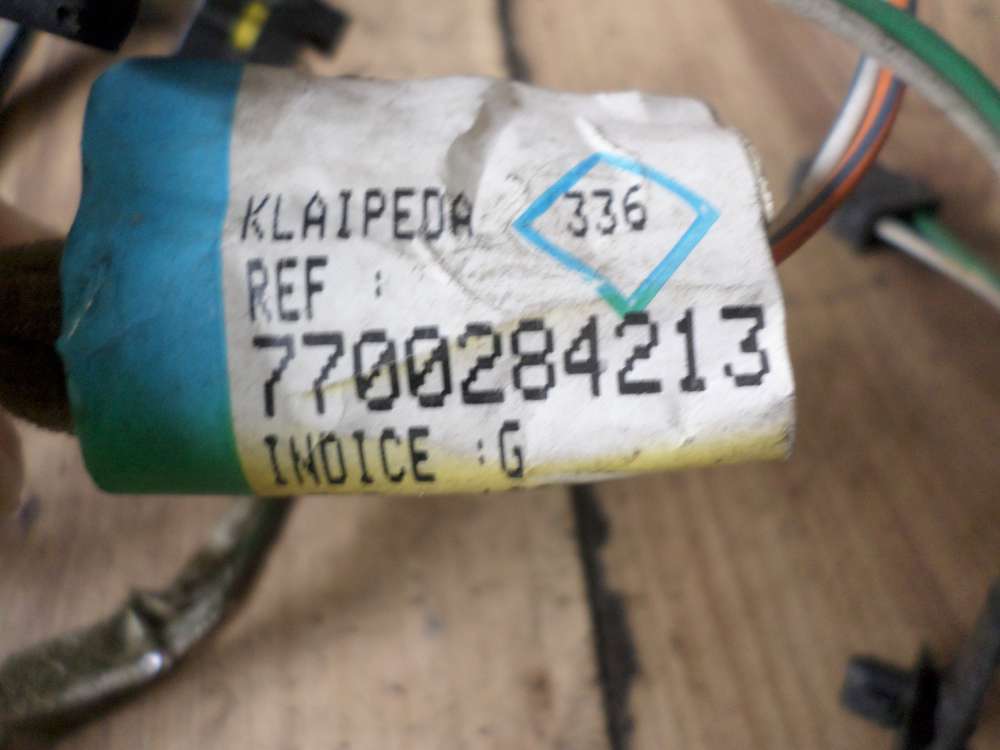 KLAIPEDA 336
REF :
7700284213
INDICE :G